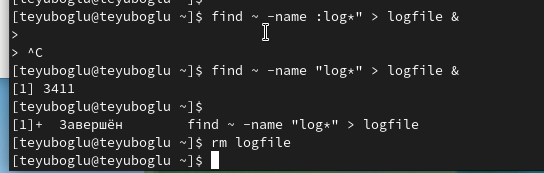 [teyuboglu@teyuboglu ~]$ find ~ -name :log*" > logfile &
>
> ^C
[teyuboglu@teyuboglu ~]$ find ~ -name "log*" > logfile &
[1] 3411
[teyuboglu@teyuboglu ~]$
[1]+  Завершён        find ~ -name "log*" > logfile
[teyuboglu@teyuboglu ~]$ rm logfile
[teyuboglu@teyuboglu ~]$